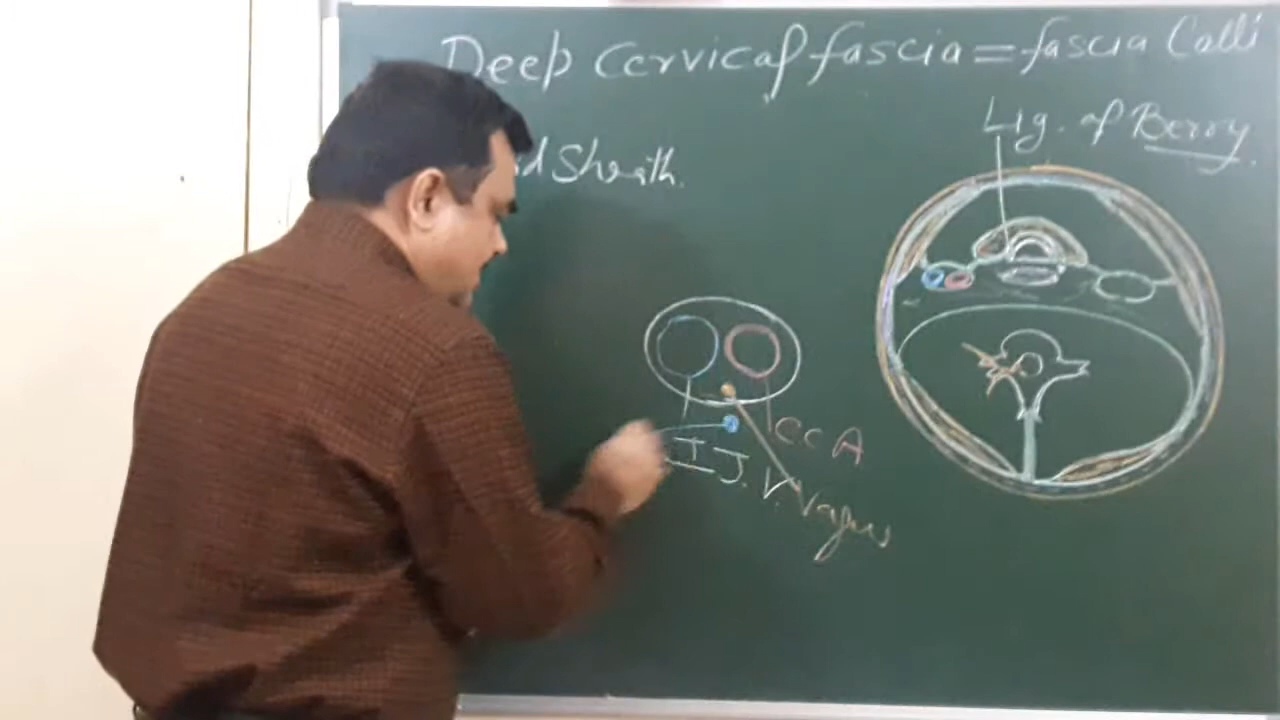 Deep Cervical fascia = fascia Colli
Lig. of Berry.
Sheath.
CCA
I J. V.
Vagus